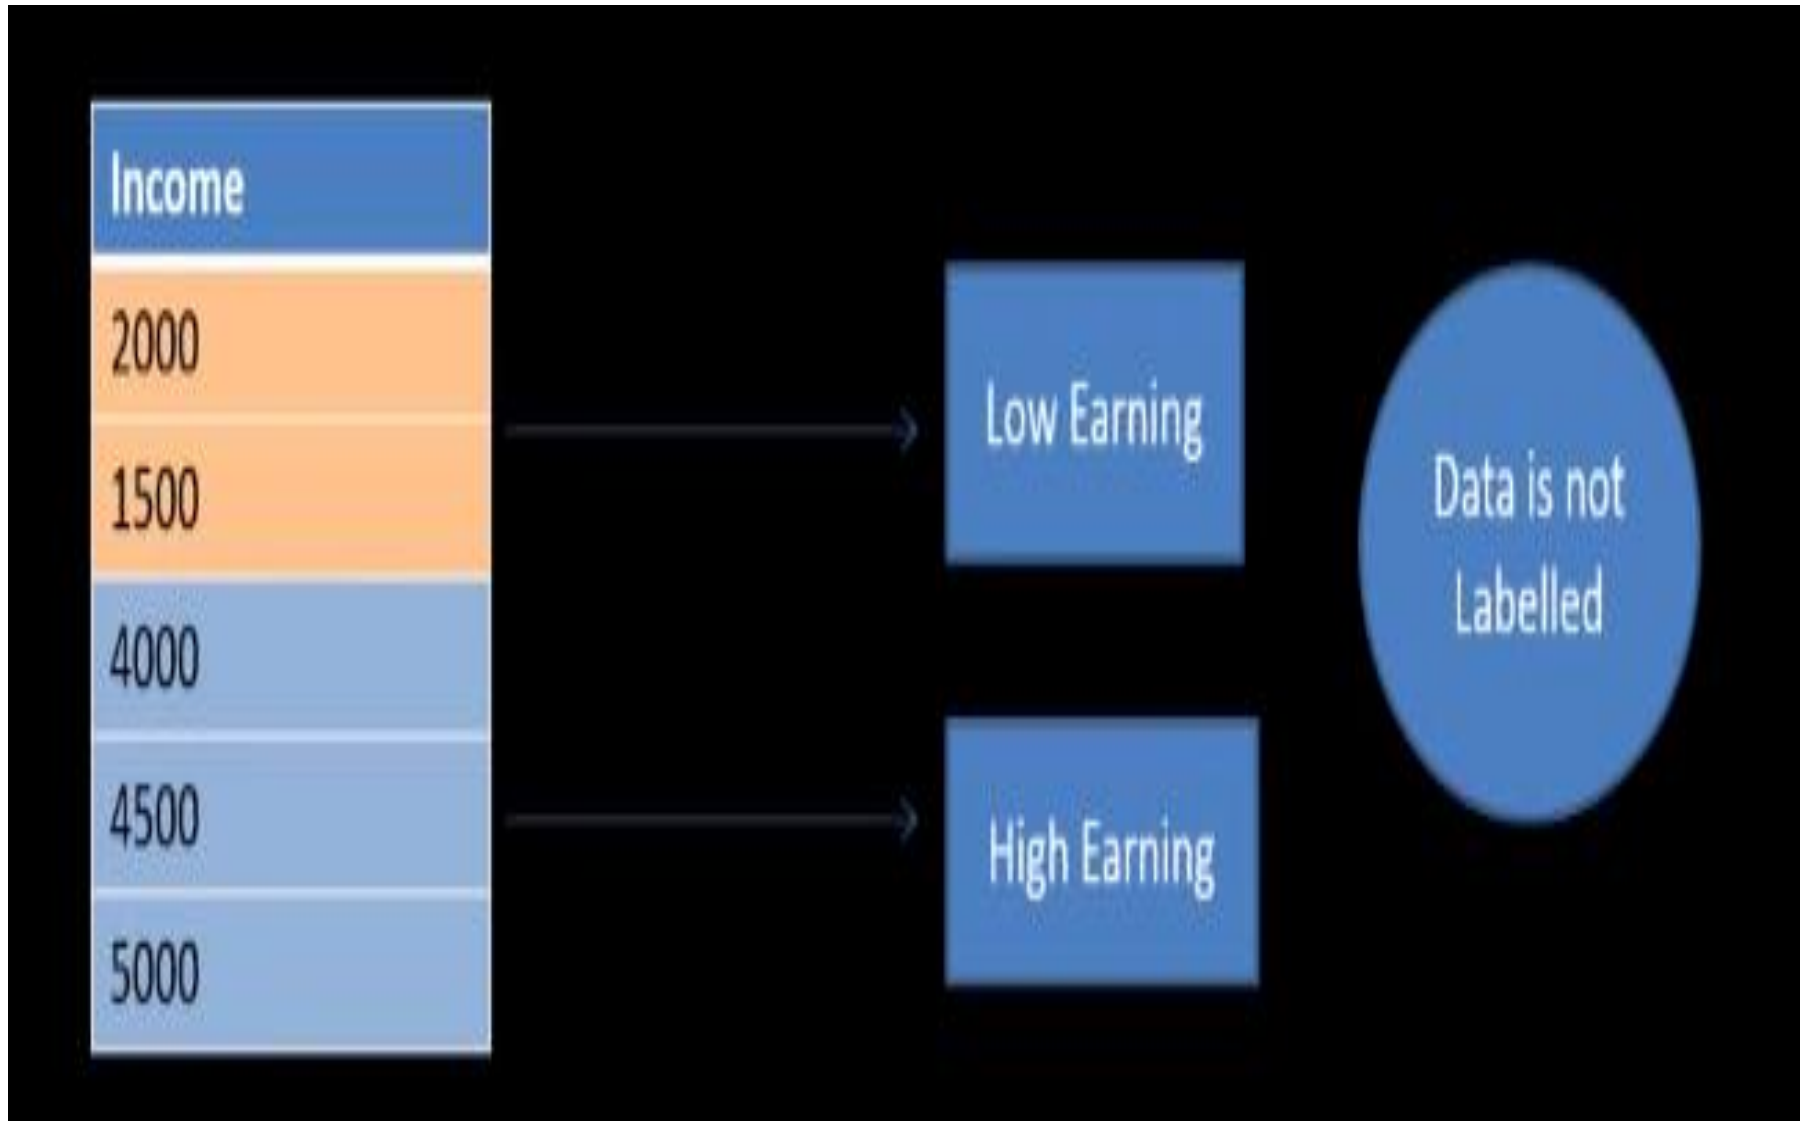 Income
2000
1500
4000
4500
5000
Low Earning
High Earning
Data is not
Labelled